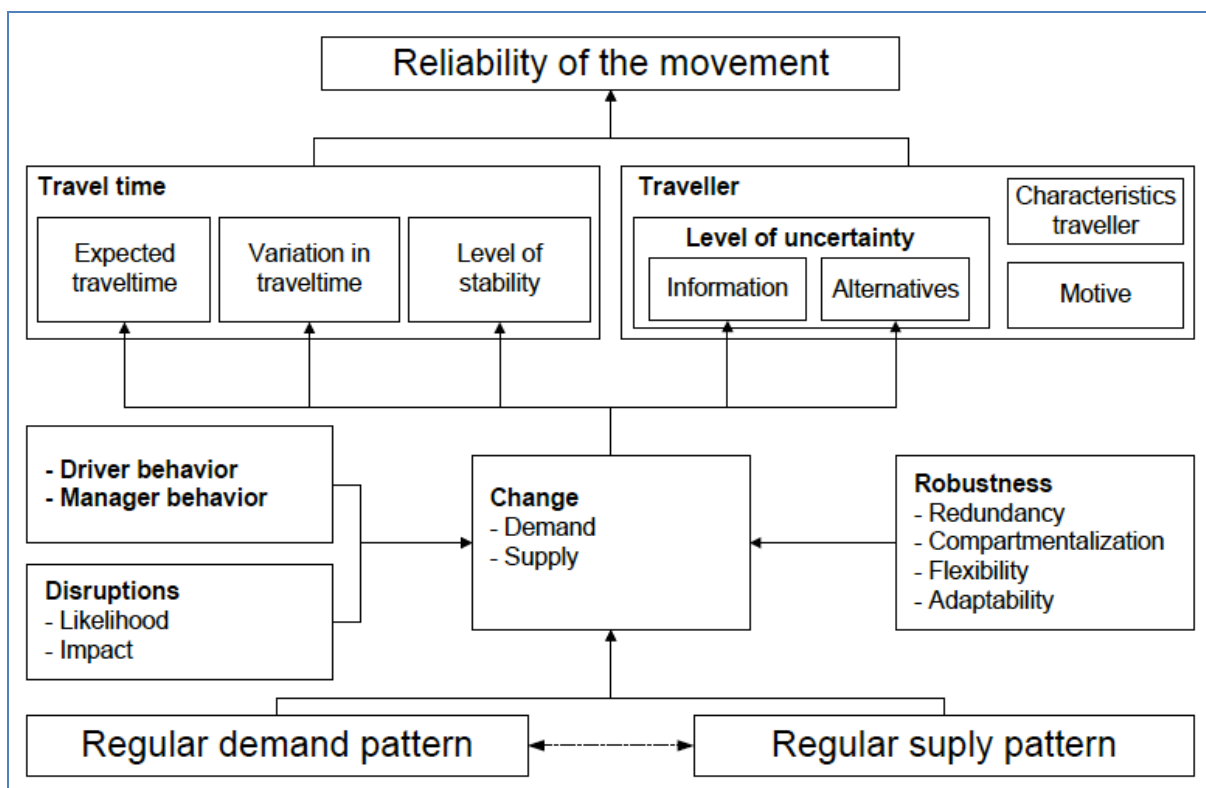 Reliability of the movement
Travel time
Expected
traveltime
Variation in
traveltime
Level of
stability
Traveller
Level of uncertainty
Information
Alternatives
Characteristics
traveller
Motive
- Driver behavior
- Manager behavior
Disruptions
- Likelihood
- Impact
Change
- Demand
- Supply
Robustness
- Redundancy
- Compartmentalization
- Flexibility
- Adaptability
Regular demand pattern
Regular suply pattern